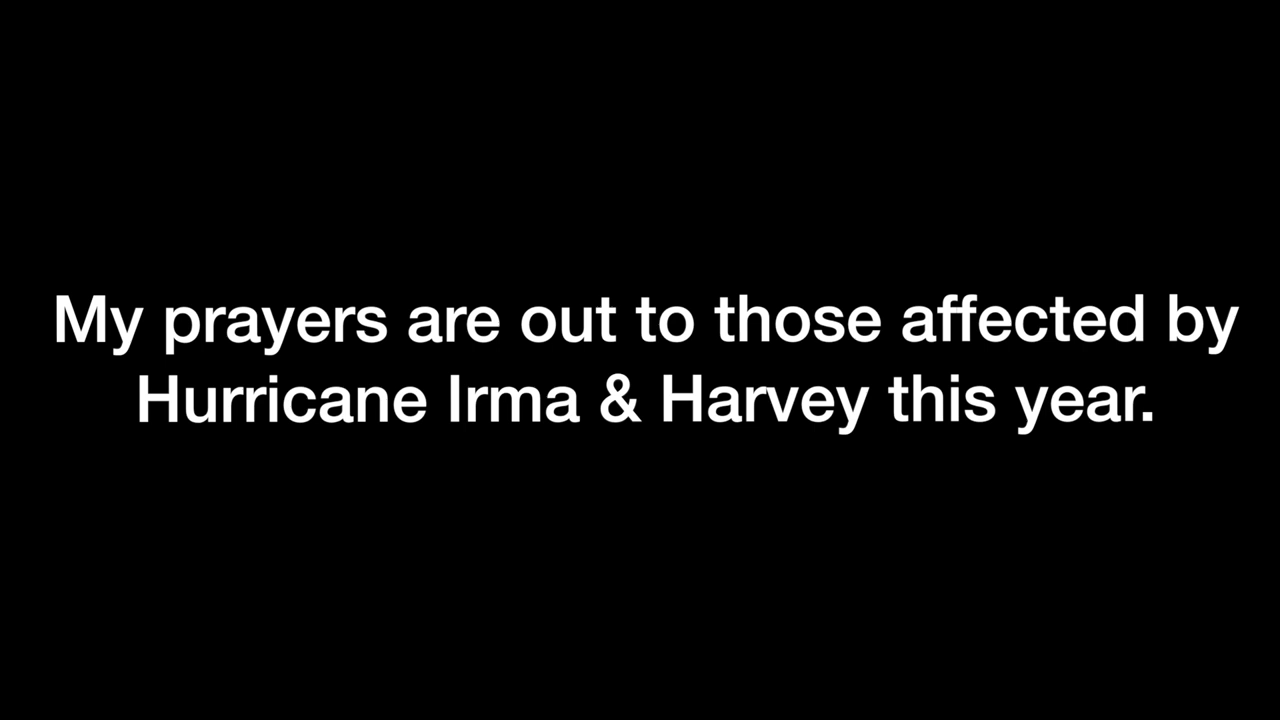 My prayers are out to those affected by
Hurricane Irma & Harvey this year.